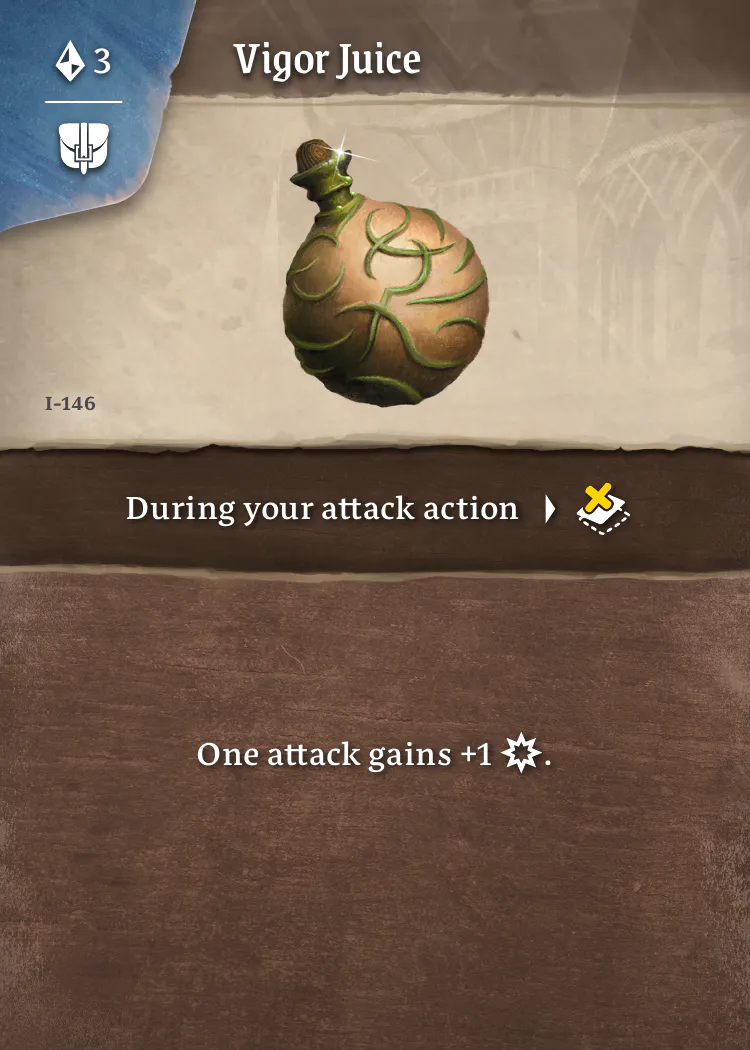 3
Vigor Juice
I-146
During your attack action
One attack gains +1 .